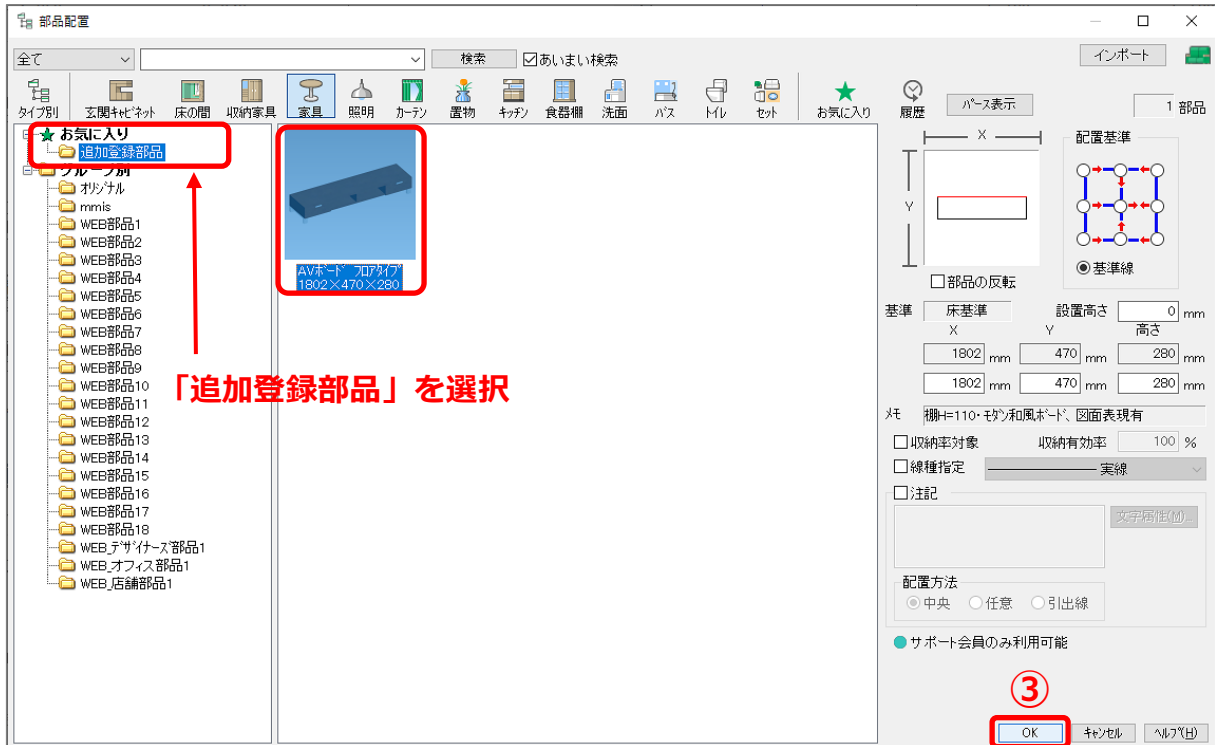 部品配置
全て
検索
あいまい検索
インポート
タイプ別
玄関キャビネット
床の間
収納家具
家具
照明
カーテン
置物
キッチン
食器棚
洗面
バス
トイレ
セット
お気に入り
履歴
パース表示
1 部品
お気に入り
追加登録部品
グループ別
オリジナル
mmis
WEB部品1
WEB部品2
WEB部品3
WEB部品4
WEB部品5
WEB部品6
WEB部品7
WEB部品8
WEB部品9
WEB部品10
WEB部品11
WEB部品12
WEB部品13
WEB部品14
WEB部品15
WEB部品16
WEB部品17
WEB部品18
WEB_デザイナーズ部品1
WEB_オフィス部品1
WEB_店舗部品1
「追加登録部品」を選択
AVボード フロアタイプ
1802×470×280
X
Y
配置基準
基準線
部品の反転
基準 床基準 設置高さ 0 mm
X Y 高さ
1802 mm 470 mm 280 mm
1802 mm 470 mm 280 mm
メモ 棚H=110・モダン和風ボード、図面表現有
収納率対象 収納有効率 100 %
線種指定 実線
注記
文字属性(M)...
配置方法
中央 任意 引出線
サポート会員のみ利用可能
③
OK キャンセル ヘルプ(H)